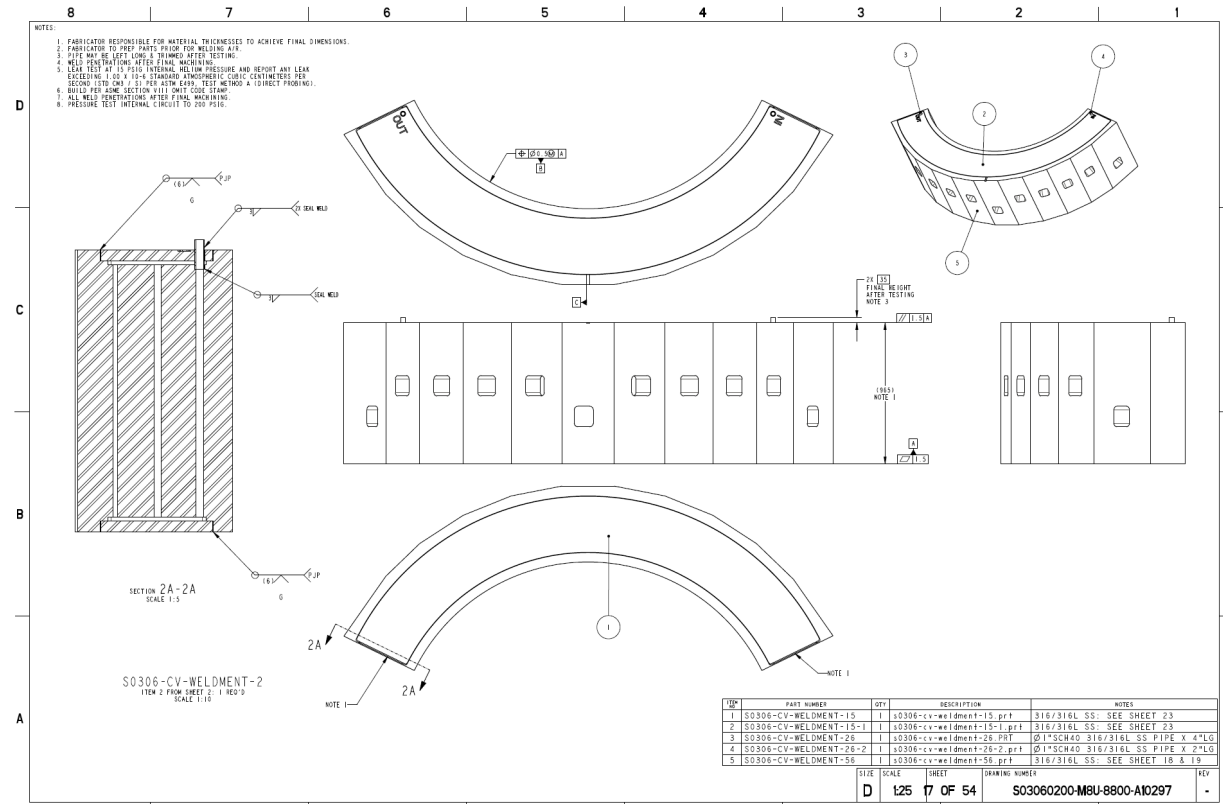 8 7 6 5 4 3 2 1
NOTES:
1. FABRICATOR RESPONSIBLE FOR MATERIAL THICKNESSES TO ACHIEVE FINAL DIMENSIONS.
2. FABRICATOR TO PREP PARTS PRIOR FOR WELDING A/R.
3. PIPE MAY BE LEFT LONG & TRIMMED AFTER TESTING.
4. WELD PENETRATIONS AFTER FINAL MACHINING.
5. LEAK TEST AT 15 PSIG INTERNAL HELIUM PRESSURE AND REPORT ANY LEAK
EXCEEDING 1.00 X 10-6 STANDARD ATMOSPHERIC CUBIC CENTIMETERS PER
SECOND (STD CM3 / S) PER ASTM E499, TEST METHOD A (DIRECT PROBING).
6. BUILD PER ASME SECTION VIII OMIT CODE STAMP.
7. ALL WELD PENETRATIONS AFTER FINAL MACHINING.
8. PRESSURE TEST INTERNAL CIRCUIT TO 200 PSIG.
D
C
B
A
OUT
IN
⌖ Ø0.5Ⓜ A
B
C
3
4
2
5
(6) PJP
G
3 2X SEAL WELD
3 SEAL WELD
(6) PJP
G
SECTION 2A-2A
SCALE 1:5
2X 35
FINAL HEIGHT
AFTER TESTING
NOTE 3
// 1.5 A
(905)
NOTE 1
A
⏥ 1.5
1
2A
2A
NOTE 1
NOTE 1
S0306-CV-WELDMENT-2
ITEM 2 FROM SHEET 2: 1 REQ'D
SCALE 1:10
ITEM NO PART NUMBER QTY DESCRIPTION NOTES
1 S0306-CV-WELDMENT-15 1 s0306-cv-weldment-15.prt 316/316L SS: SEE SHEET 23
2 S0306-CV-WELDMENT-15-1 1 s0306-cv-weldment-15-1.prt 316/316L SS: SEE SHEET 23
3 S0306-CV-WELDMENT-26 1 s0306-cv-weldment-26.PRT Ø1"SCH40 316/316L SS PIPE X 4"LG
4 S0306-CV-WELDMENT-26-2 1 s0306-cv-weldment-26-2.prt Ø1"SCH40 316/316L SS PIPE X 2"LG
5 S0306-CV-WELDMENT-56 1 s0306-cv-weldment-56.prt 316/316L SS: SEE SHEET 18 & 19
SIZE SCALE SHEET DRAWING NUMBER REV
D 1:25 17 OF 54 S03060200-M8U-8800-A10297 -